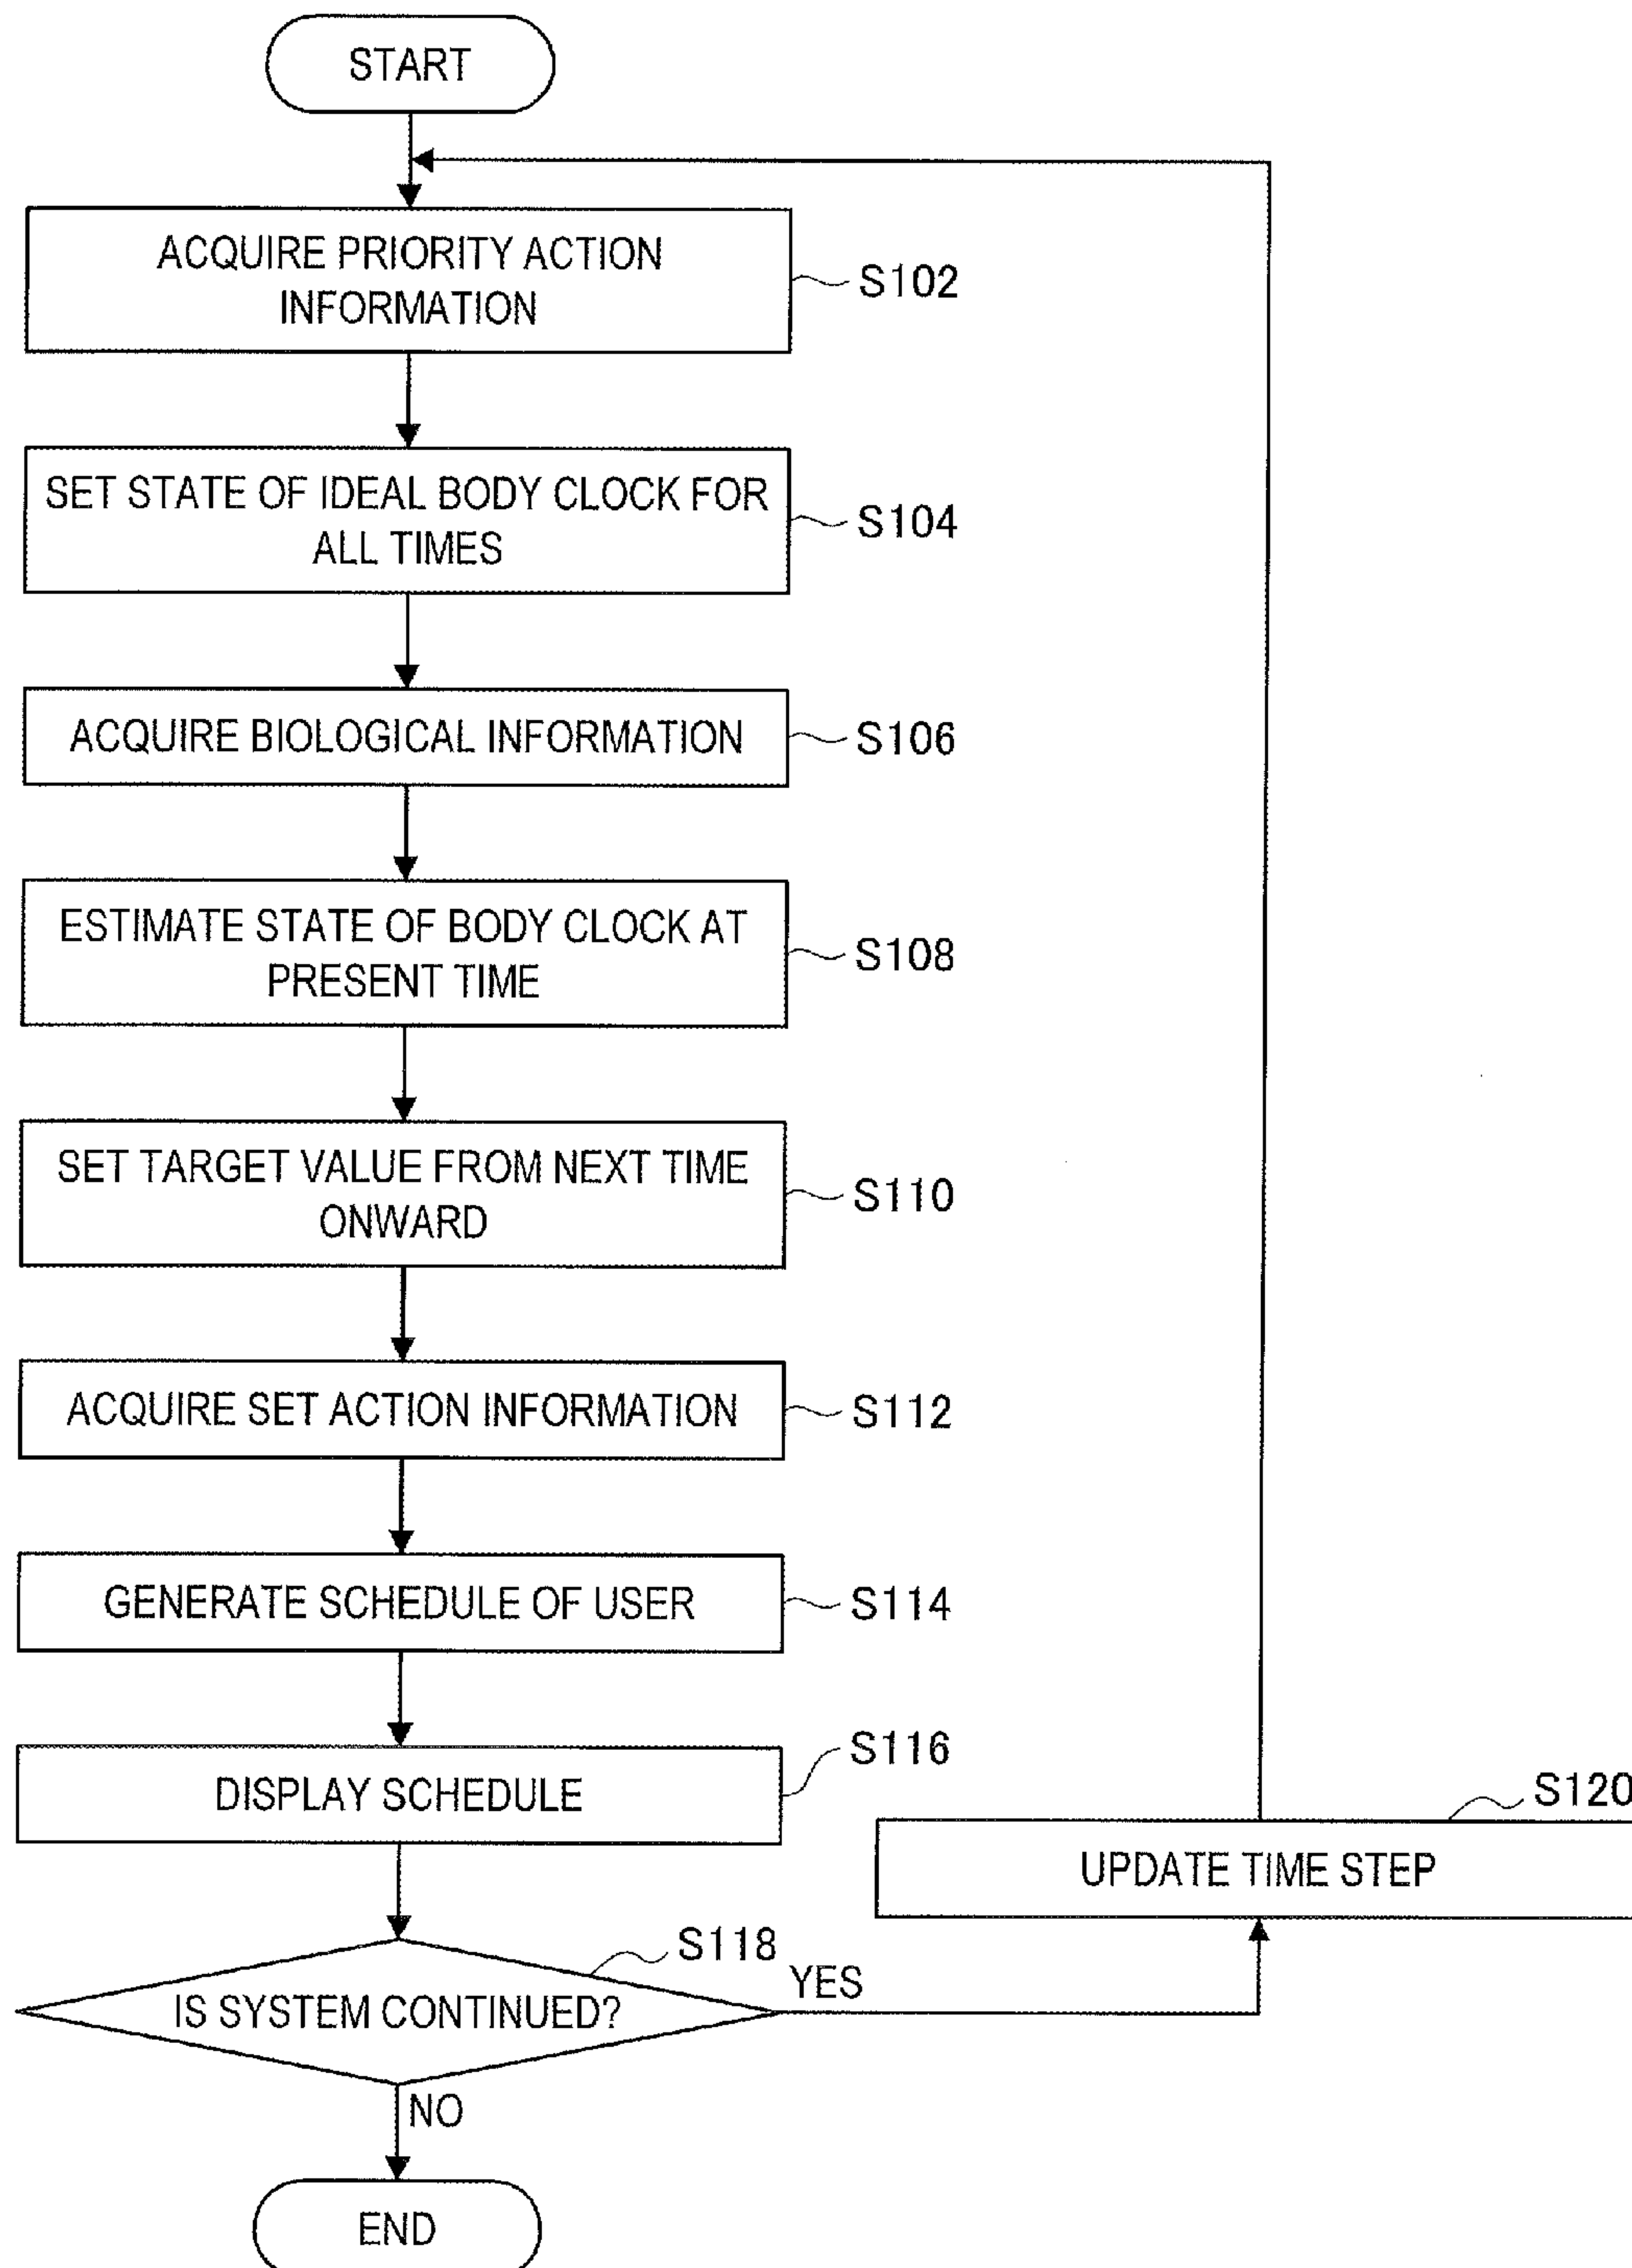 START
ACQUIRE PRIORITY ACTION
INFORMATION
S102
SET STATE OF IDEAL BODY CLOCK FOR
ALL TIMES
S104
ACQUIRE BIOLOGICAL INFORMATION
S106
ESTIMATE STATE OF BODY CLOCK AT
PRESENT TIME
S108
SET TARGET VALUE FROM NEXT TIME
ONWARD
S110
ACQUIRE SET ACTION INFORMATION
S112
GENERATE SCHEDULE OF USER
S114
DISPLAY SCHEDULE
S116
S120
UPDATE TIME STEP
S118
IS SYSTEM CONTINUED?
YES
NO
END